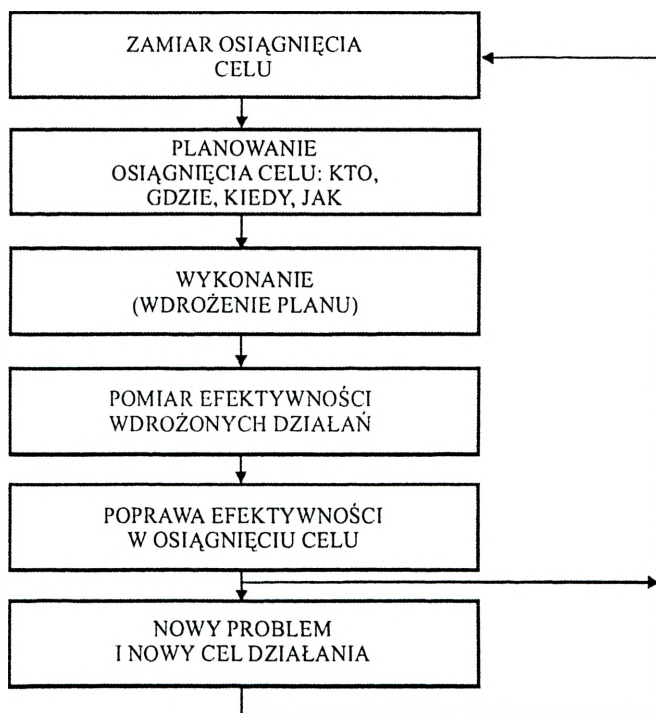 ZAMIAR OSIĄGNIĘCIA
CELU
PLANOWANIE
OSIĄGNIĘCIA CELU: KTO,
GDZIE, KIEDY, JAK
WYKONANIE
(WDROŻENIE PLANU)
POMIAR EFEKTYWNOŚCI
WDROŻONYCH DZIAŁAŃ
POPRAWA EFEKTYWNOŚCI
W OSIĄGNIĘCIU CELU
NOWY PROBLEM
I NOWY CEL DZIAŁANIA